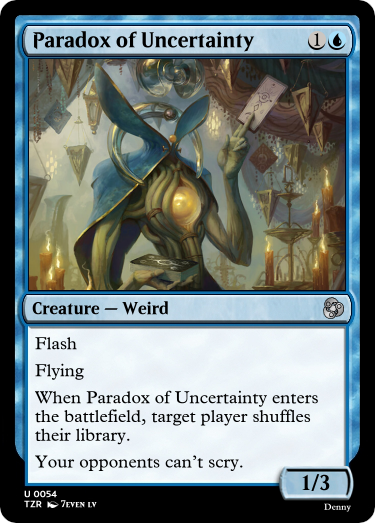 Paradox of Uncertainty 1
Creature — Weird
Flash
Flying
When Paradox of Uncertainty enters
the battlefield, target player shuffles
their library.
Your opponents can't scry.
1/3
U 0054
TZR 7EVEN LV
Denny